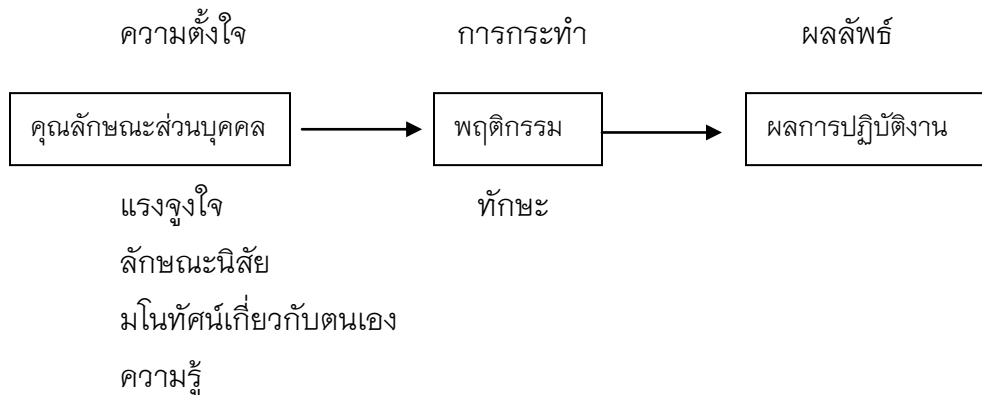 ความตั้งใจ การกระทำ ผลลัพธ์
คุณลักษณะส่วนบุคคล พฤติกรรม ผลการปฏิบัติงาน
แรงจูงใจ ทักษะ
ลักษณะนิสัย
มโนทัศน์เกี่ยวกับตนเอง
ความรู้